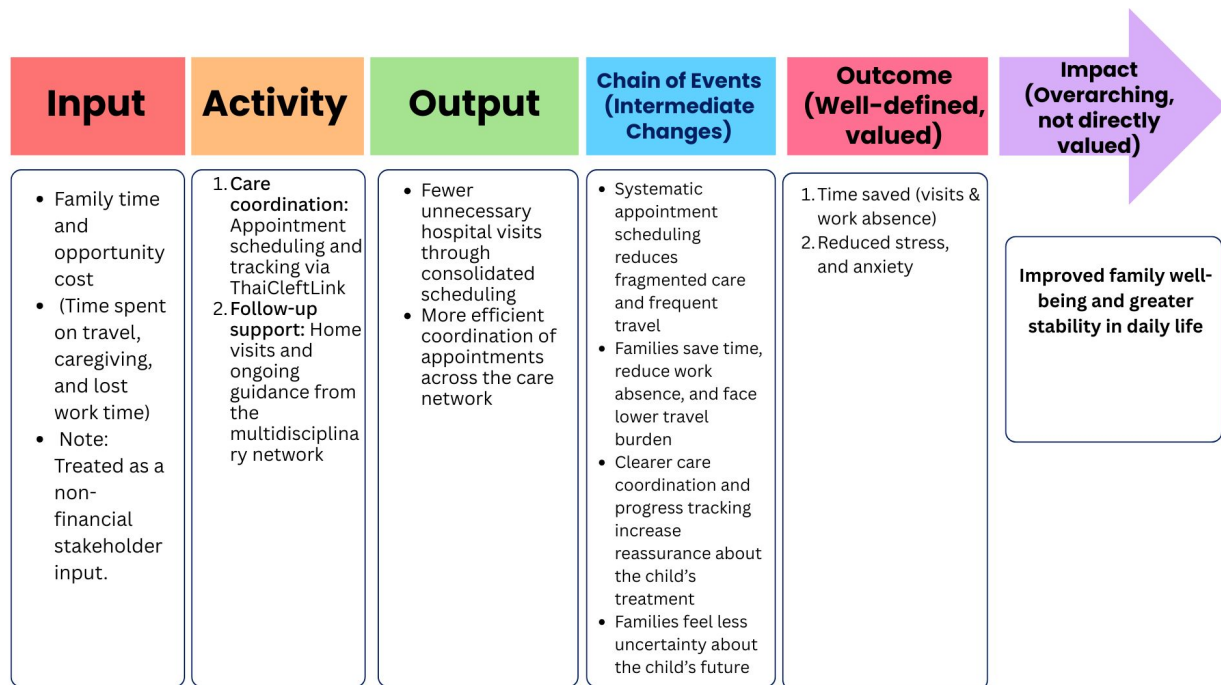 Input
Activity
Output
Chain of Events
(Intermediate
Changes)
Outcome
(Well-defined,
valued)
Impact
(Overarching,
not directly
valued)
• Family time
and
opportunity
cost
• (Time spent
on travel,
caregiving,
and lost
work time)
• Note:
Treated as a
non-
financial
stakeholder
input.
1. Care
coordination:
Appointment
scheduling and
tracking via
ThaiCleftLink
2. Follow-up
support: Home
visits and
ongoing
guidance from
the
multidisciplina
ry network
• Fewer
unnecessary
hospital visits
through
consolidated
scheduling
• More efficient
coordination of
appointments
across the care
network
• Systematic
appointment
scheduling
reduces
fragmented care
and frequent
travel
• Families save time,
reduce work
absence, and face
lower travel
burden
• Clearer care
coordination and
progress tracking
increase
reassurance about
the child’s
treatment
• Families feel less
uncertainty about
the child’s future
1. Time saved (visits &
work absence)
2. Reduced stress,
and anxiety
Improved family well-
being and greater
stability in daily life